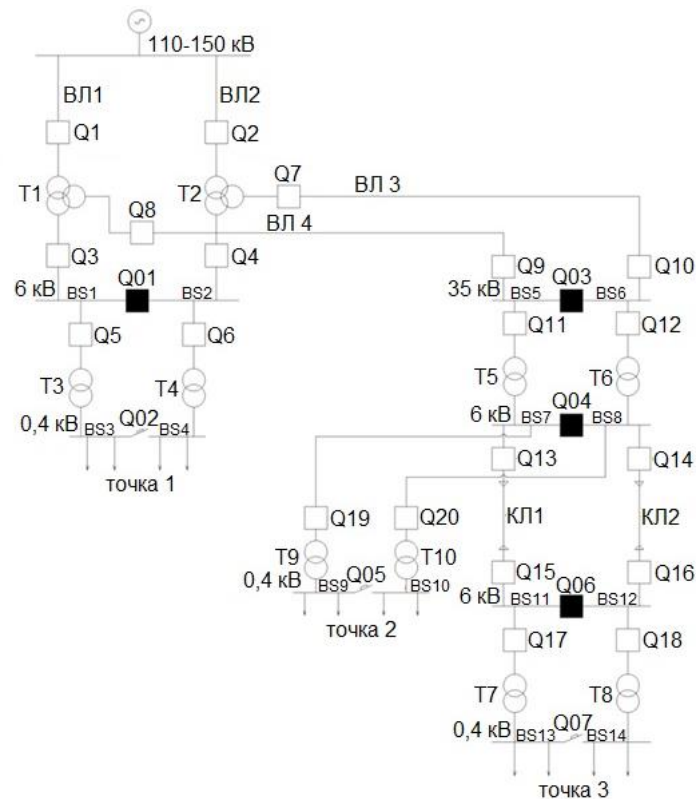 110-150 кВ
ВЛ1 ВЛ2
Q1 Q2
Q7
Т1 Т2 ВЛ 3
Q8
ВЛ 4
Q3 Q4 Q9 Q03 Q10
Q01
6 кВ BS1 BS2 35 кВ BS5 BS6
Q5 Q6 Q11 Q12
Т3 Т4 Т5 Т6
Q02 Q04
0,4 кВ BS3 BS4 6 кВ BS7 BS8
Q13 Q14
точка 1
Q19 Q20 КЛ1 КЛ2
Т9 Т10
Q05 Q15 Q16
0,4 кВ BS9 BS10 6 кВ Q06
BS11 BS12
точка 2
Q17 Q18
Т7 Т8
Q07
0,4 кВ BS13 BS14
точка 3